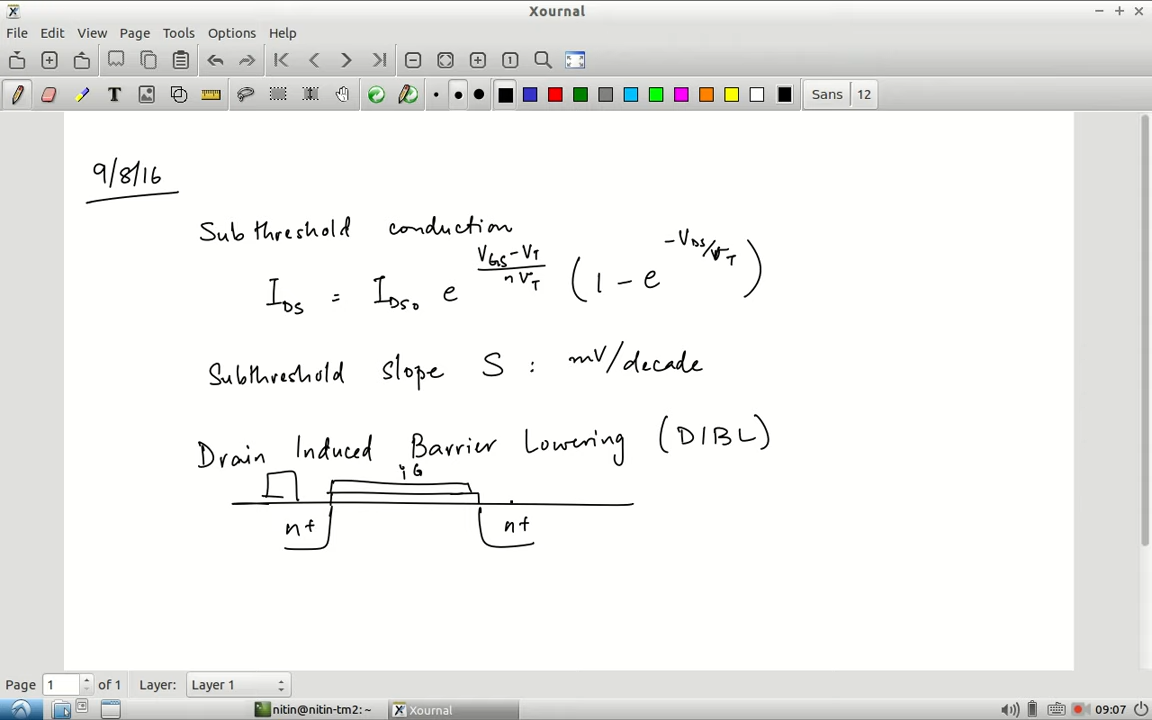 Xournal
File Edit View Page Tools Options Help
Sans 12
9/8/16
Subthreshold conduction
I_DS = I_DS0 e^((V_GS - V_T)/(n v_T)) (1 - e^(-V_DS/v_T))
Subthreshold slope S : mV/decade
Drain Induced Barrier Lowering (DIBL)
G
n+ n+
Page 1 of 1 Layer: Layer 1
nitin@nitin-tm2: ~ Xournal 09:07